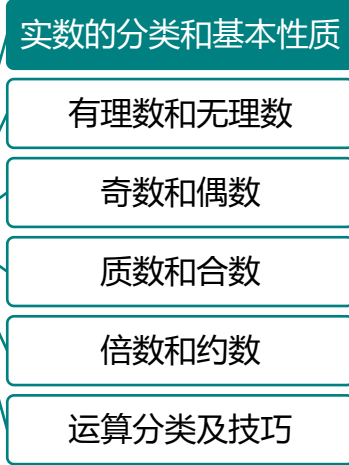 实数的分类和基本性质
有理数和无理数
奇数和偶数
质数和合数
倍数和约数
运算分类及技巧